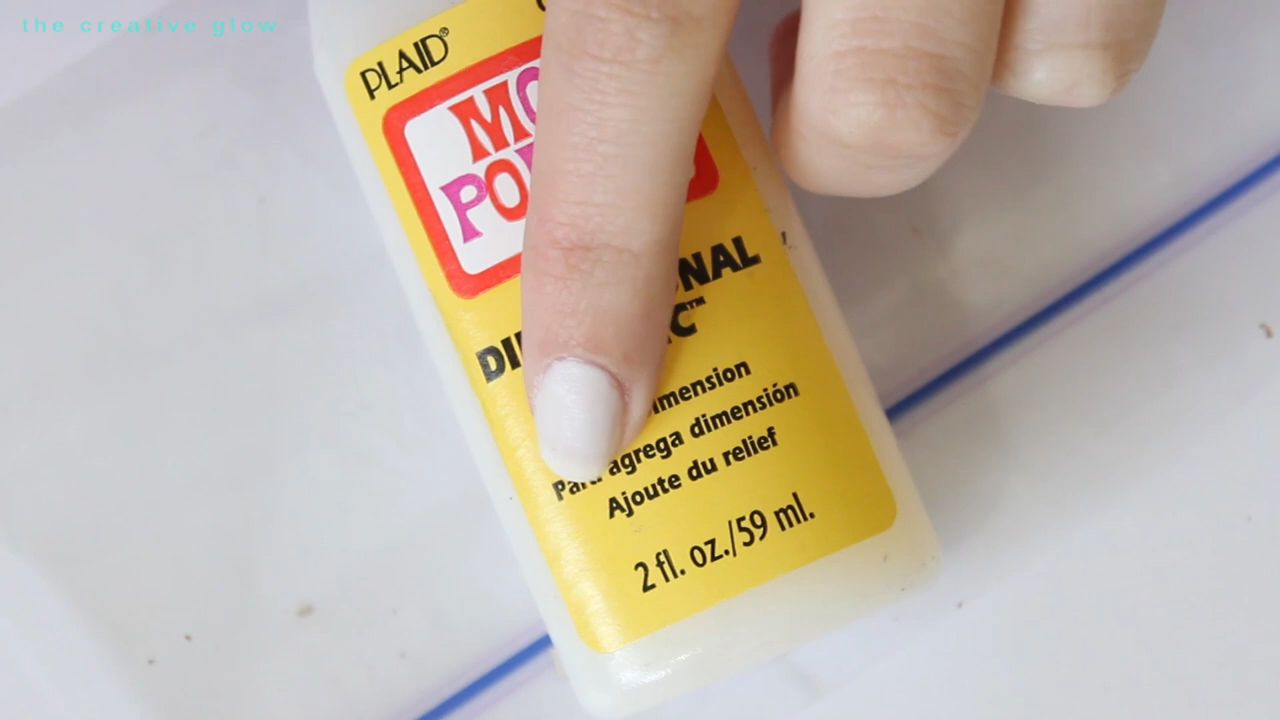 the creative glow
PLAID®
MO
PO
DI NAL
C™
imension
Para agrega dimensión
Ajoute du relief
2 fl. oz./59 ml.